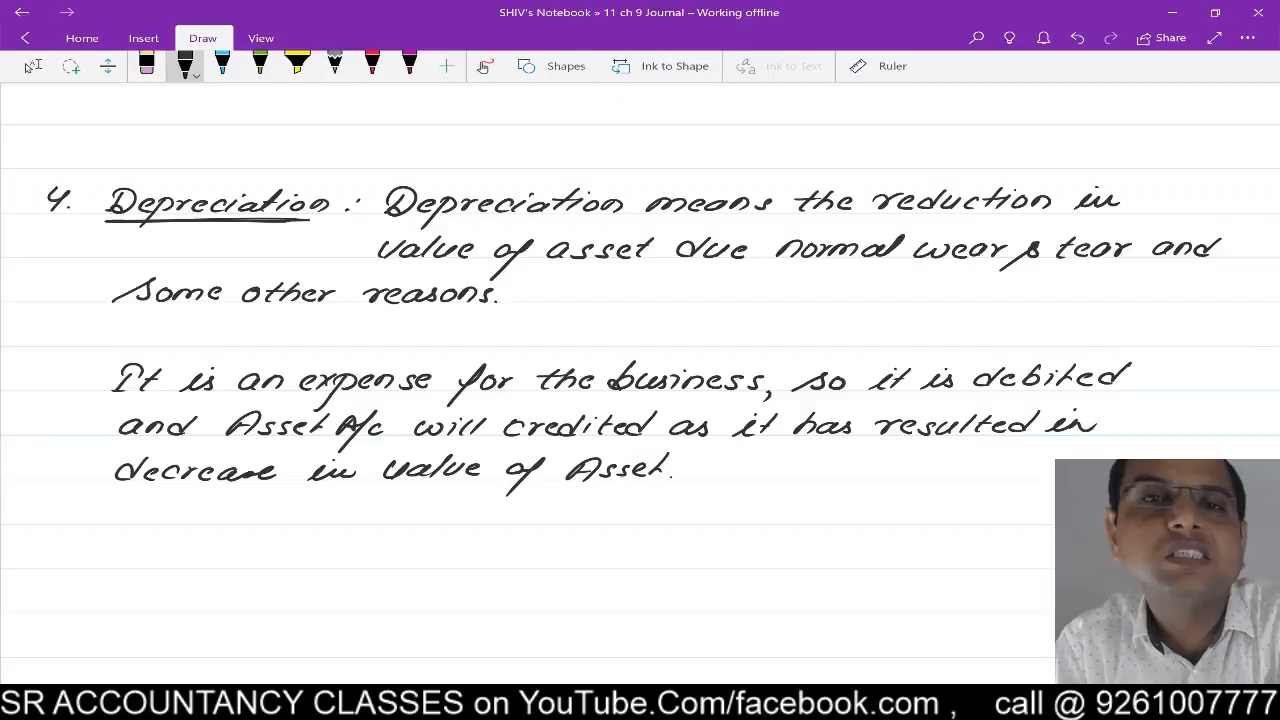 SHIV's Notebook » 11 ch 9 Journal – Working offline
Home Insert Draw View Share
Shapes Ink to Shape Ink to Text Ruler
4. Depreciation : Depreciation means the reduction in
value of asset due normal wear & tear and
some other reasons.
It is an expense for the business, so it is debited
and Asset A/c will credited as it has resulted in
decrease in value of Asset.
SR ACCOUNTANCY CLASSES on YouTube.Com/facebook.com , call @ 9261007777